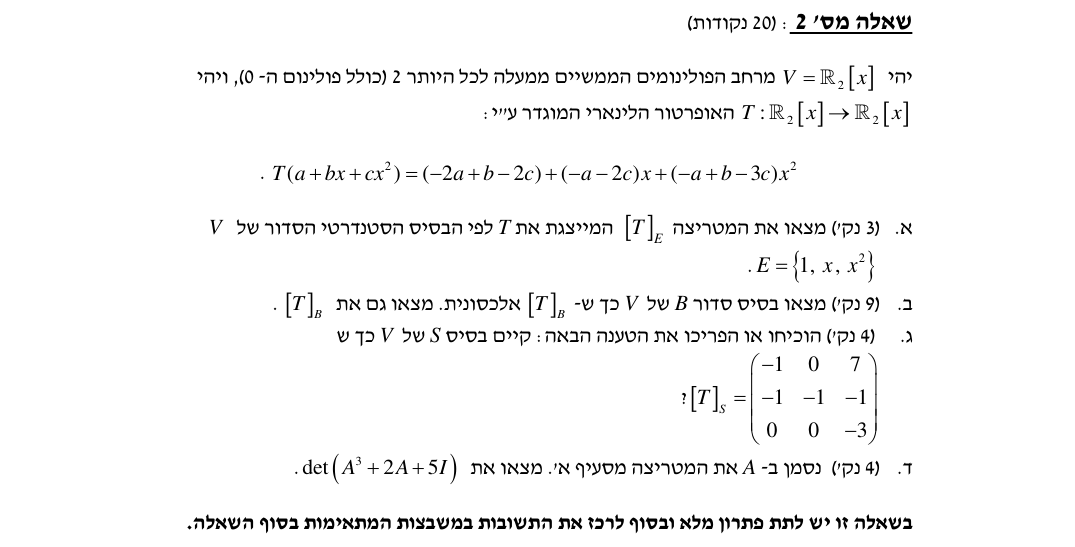 שאלה מס' 2 : (20 נקודות)
יהי V = ℝ₂[x] מרחב הפולינומים הממשיים ממעלה לכל היותר 2 (כולל פולינום ה- 0), ויהי
T : ℝ₂[x] → ℝ₂[x] האופרטור הלינארי המוגדר ע"י :
. T(a+bx+cx²) = (−2a+b−2c)+(−a−2c)x+(−a+b−3c)x²
א. (3 נק') מצאו את המטריצה [T]_E המייצגת את T לפי הבסיס הסטנדרטי הסדור של V
. E = {1, x, x²}
ב. (9 נק') מצאו בסיס סדור B של V כך ש- [T]_B אלכסונית. מצאו גם את [T]_B .
ג. (4 נק') הוכיחו או הפריכו את הטענה הבאה : קיים בסיס S של V כך ש
[T]_S = (−1 0 7
−1 −1 −1
0 0 −3) ?
ד. (4 נק') נסמן ב- A את המטריצה מסעיף א'. מצאו את det(A³ + 2A + 5I) .
בשאלה זו יש לתת פתרון מלא ובסוף לרכז את התשובות במשבצות המתאימות בסוף השאלה.